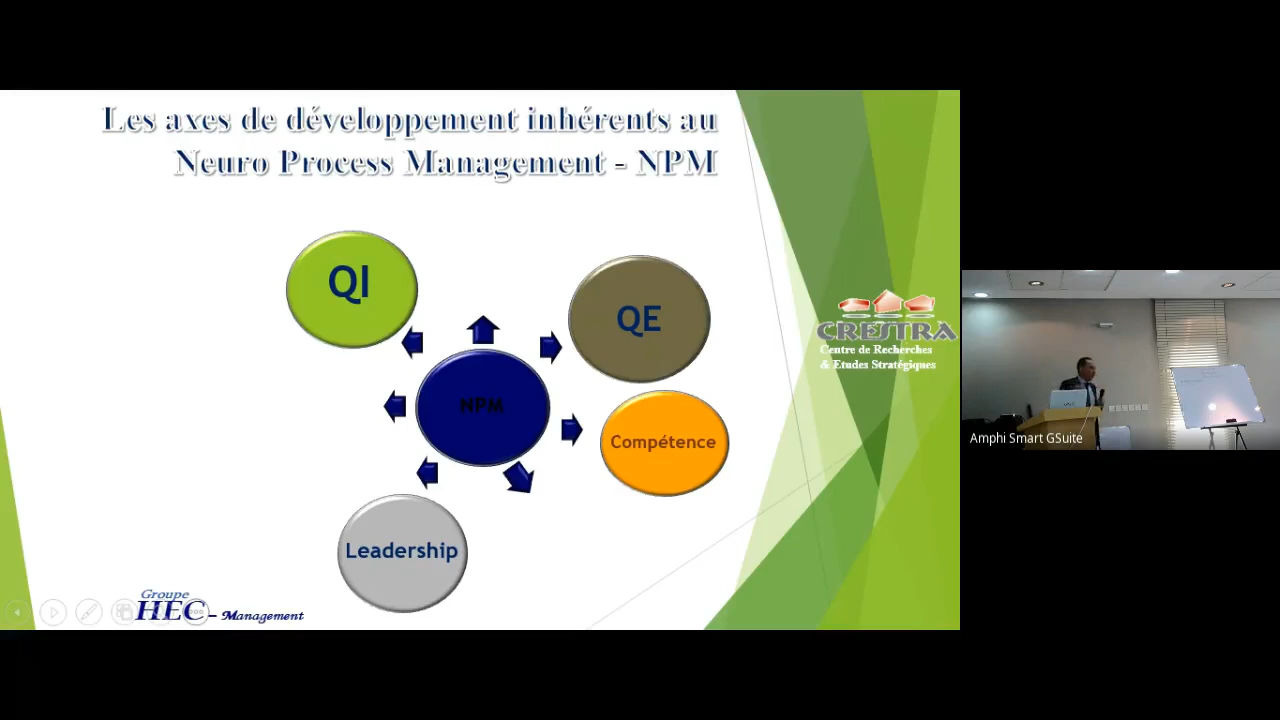 Les axes de développement inhérents au
Neuro Process Management - NPM
QI
QE
NPM
Compétence
Leadership
CRESTRA
Centre de Recherches
& Etudes Stratégiques
Groupe
HEC - Management
Amphi Smart GSuite